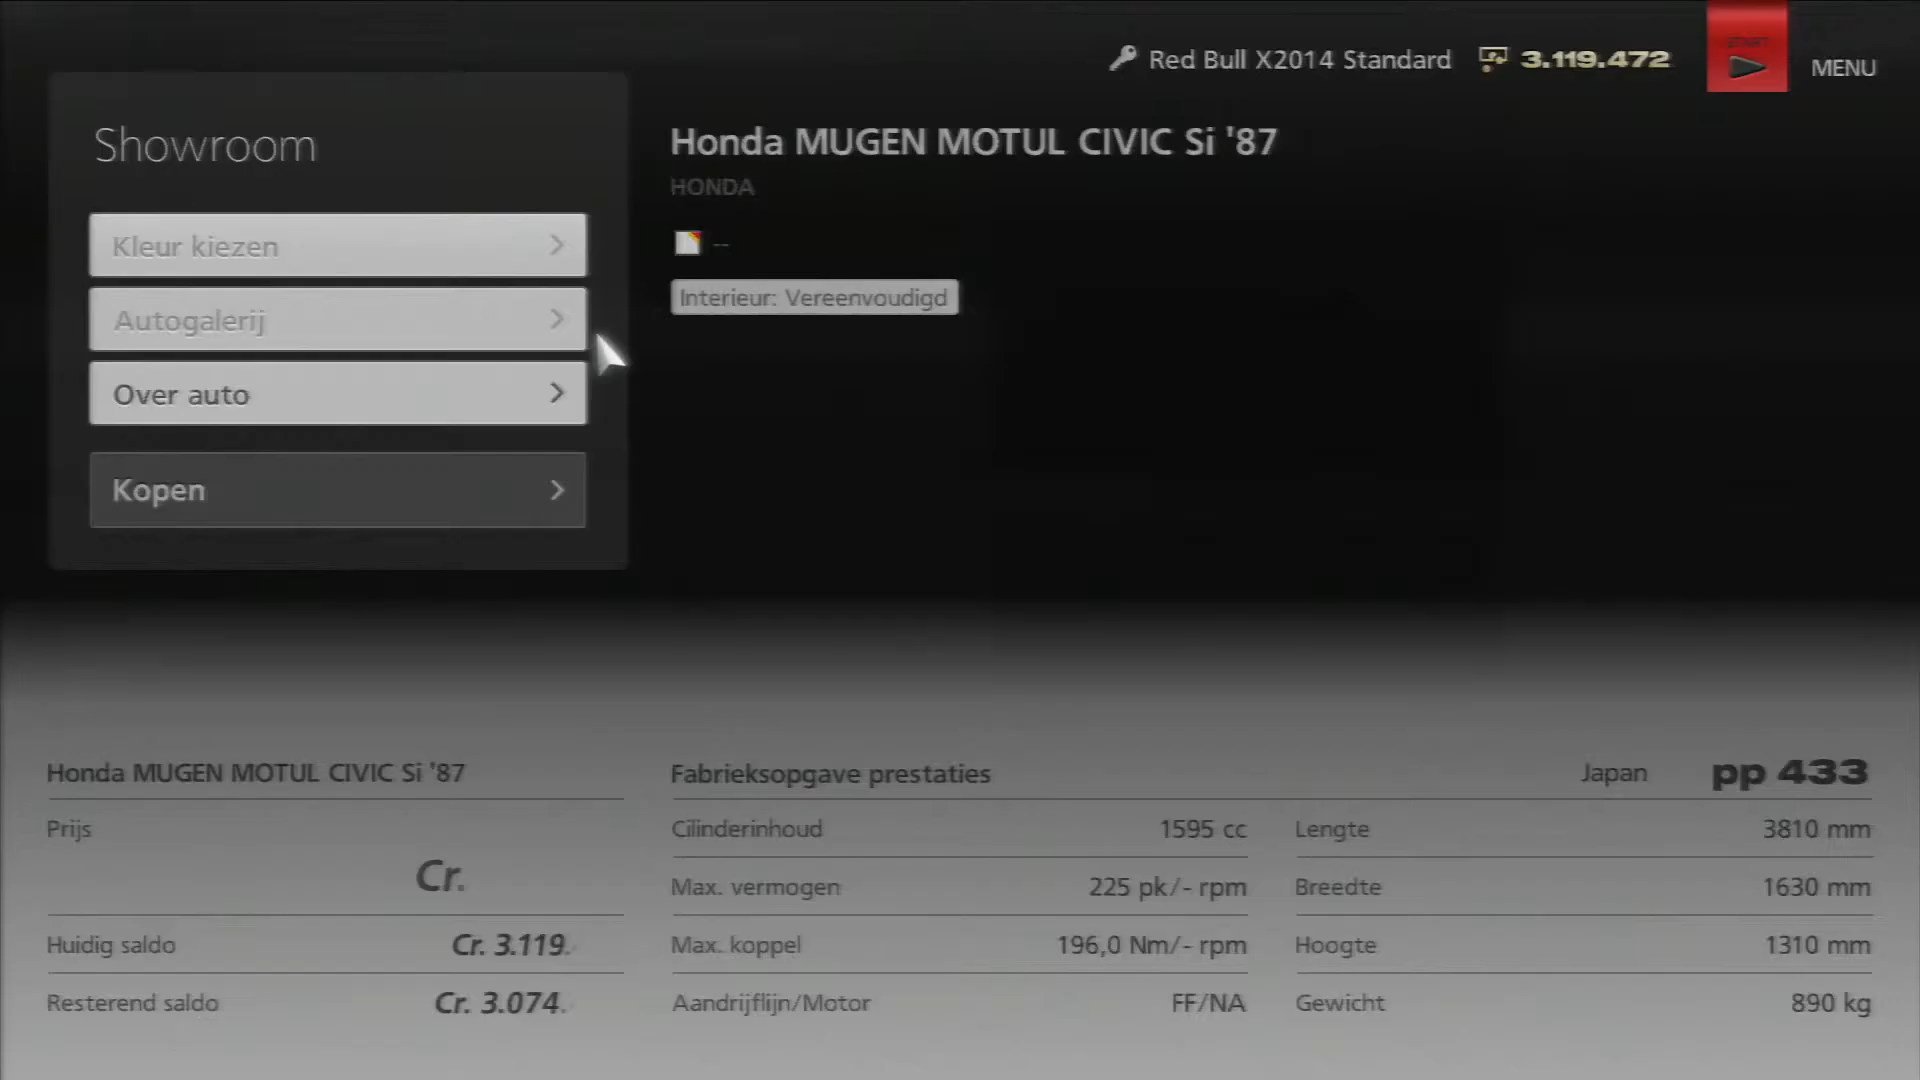 Red Bull X2014 Standard
3.119.472
START
MENU
Showroom
Kleur kiezen
Autogalerij
Over auto
Kopen
Honda MUGEN MOTUL CIVIC Si '87
HONDA
--
Interieur: Vereenvoudigd
Honda MUGEN MOTUL CIVIC Si '87
Prijs
Cr.
Huidig saldo Cr. 3.119.
Resterend saldo Cr. 3.074.
Fabrieksopgave prestaties Japan pp 433
Cilinderinhoud 1595 cc
Max. vermogen 225 pk/- rpm
Max. koppel 196,0 Nm/- rpm
Aandrijflijn/Motor FF/NA
Lengte 3810 mm
Breedte 1630 mm
Hoogte 1310 mm
Gewicht 890 kg